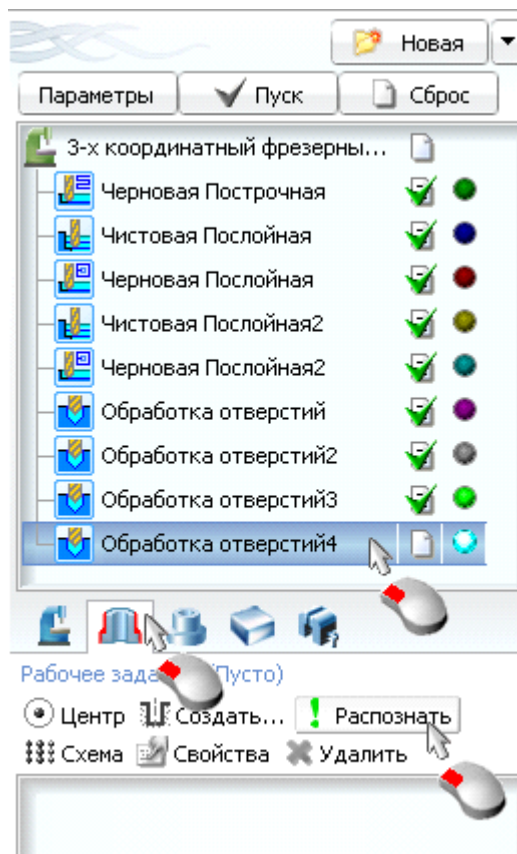 Новая
Параметры Пуск Сброс
3-х координатный фрезерны...
Черновая Построчная
Чистовая Послойная
Черновая Послойная
Чистовая Послойная2
Черновая Послойная2
Обработка отверстий
Обработка отверстий2
Обработка отверстий3
Обработка отверстий4
Рабочее зада (Пусто)
Центр Создать... Распознать
Схема Свойства Удалить